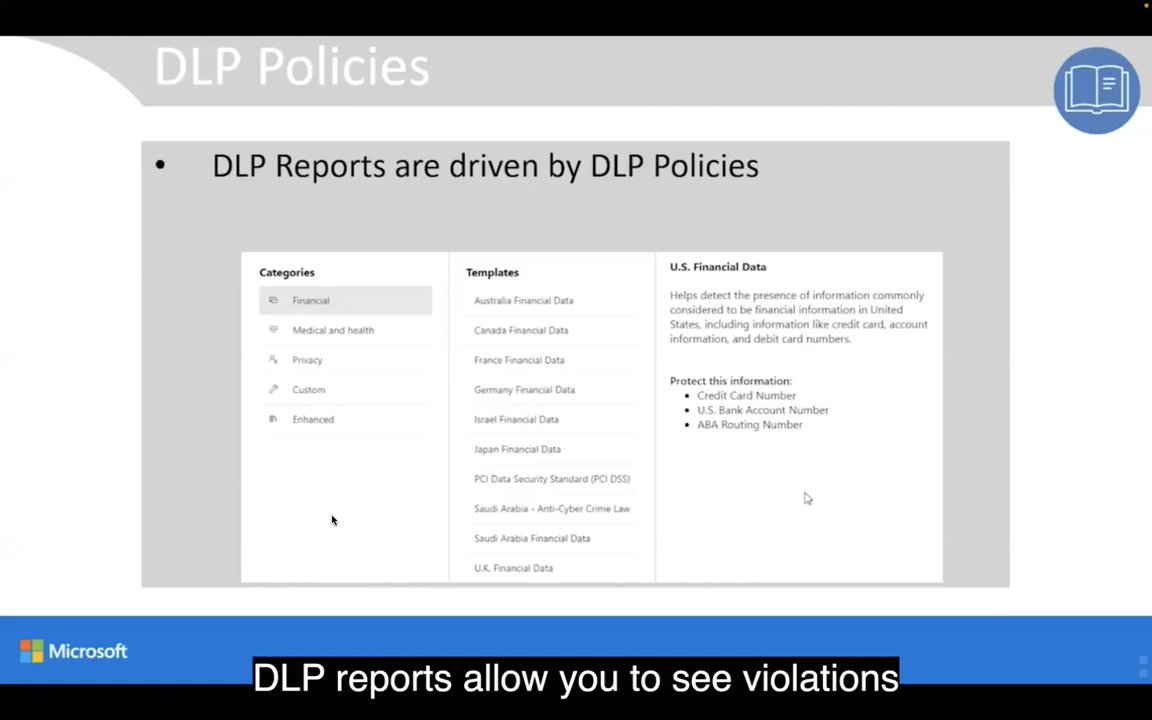 DLP Policies
• DLP Reports are driven by DLP Policies
Categories
Financial
Medical and health
Privacy
Custom
Enhanced
Templates
Australia Financial Data
Canada Financial Data
France Financial Data
Germany Financial Data
Israel Financial Data
Japan Financial Data
PCI Data Security Standard (PCI DSS)
Saudi Arabia - Anti-Cyber Crime Law
Saudi Arabia Financial Data
U.K. Financial Data
U.S. Financial Data
Helps detect the presence of information commonly
considered to be financial information in United
States, including information like credit card, account
information, and debit card numbers.
Protect this information:
• Credit Card Number
• U.S. Bank Account Number
• ABA Routing Number
Microsoft
DLP reports allow you to see violations